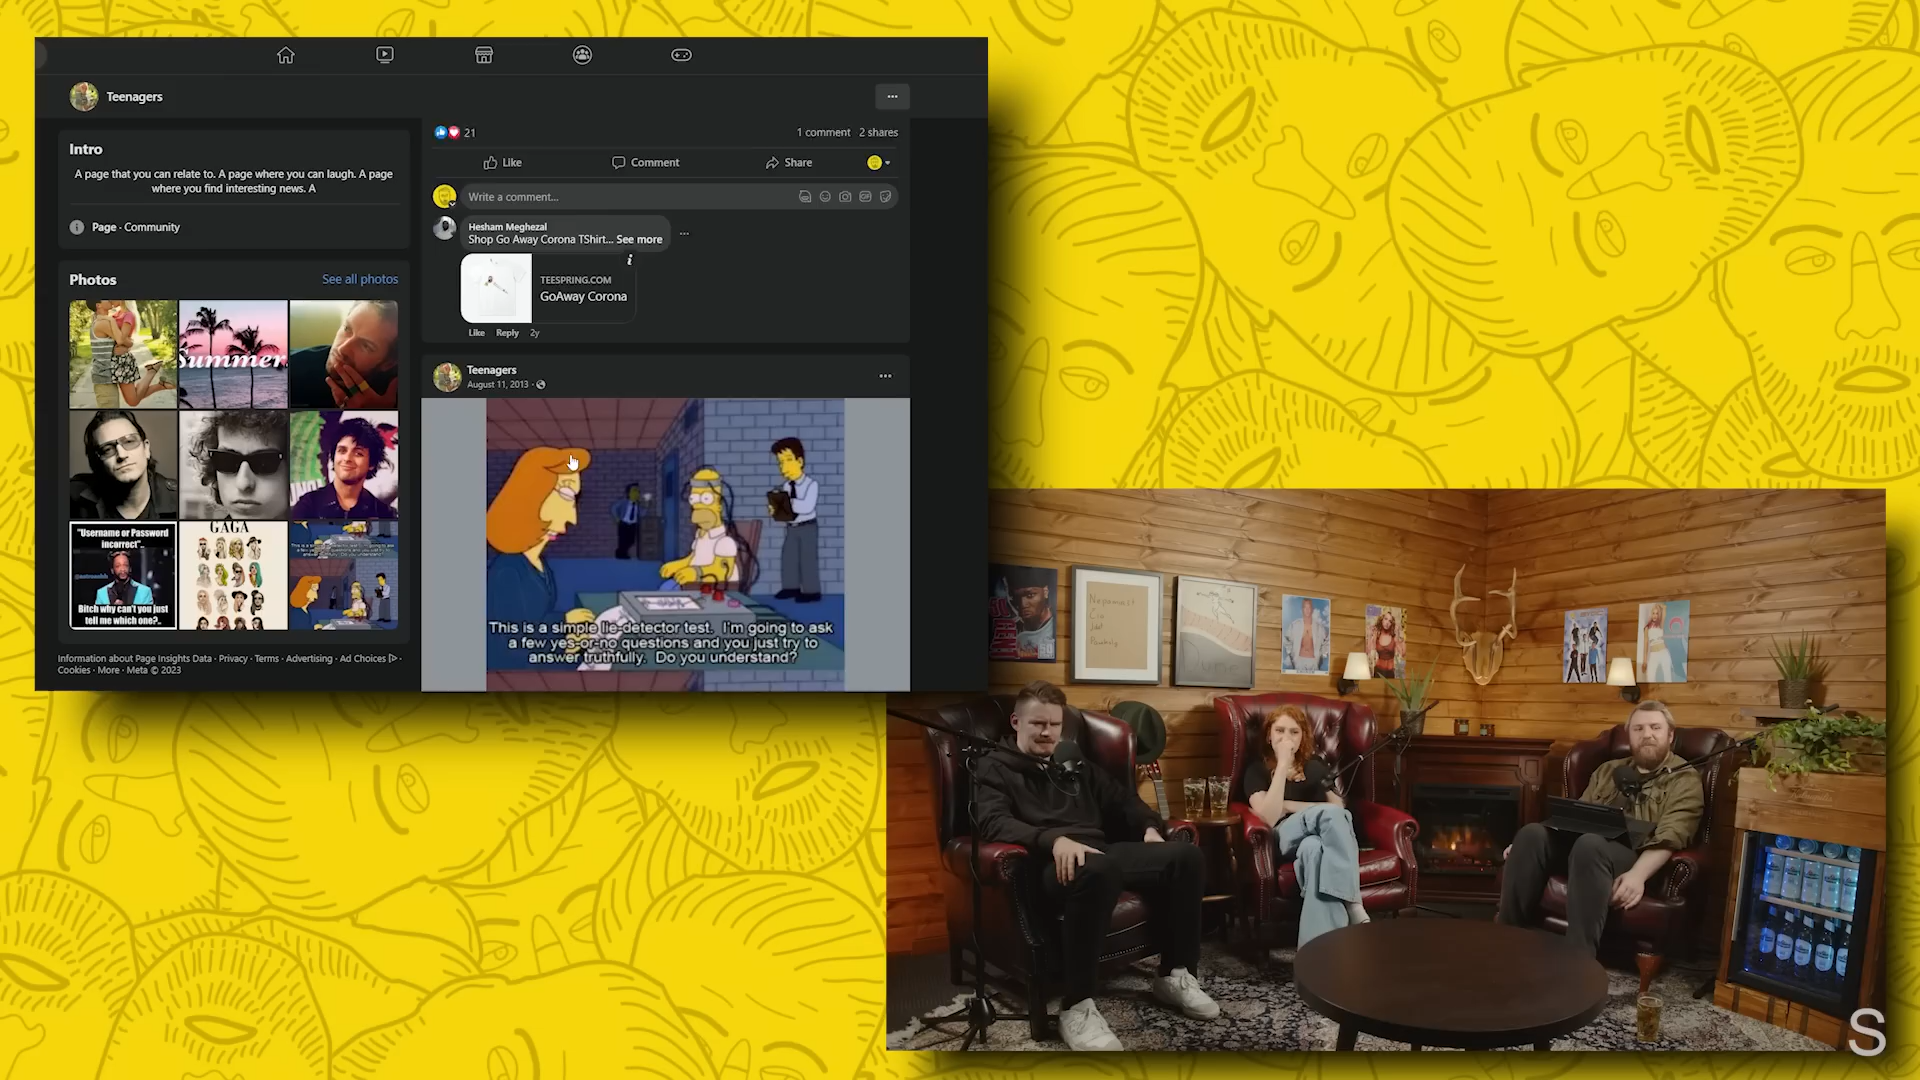 Teenagers
...
Intro
A page that you can relate to. A page where you can laugh. A page
where you find interesting news. A
Page · Community
Photos
See all photos
Summer
"Username or Password
incorrect"..
Bitch why can't you just
tell me which one?..
GAGA
Information about Page Insights Data · Privacy · Terms · Advertising · Ad Choices ·
Cookies · More · Meta © 2023
21
1 comment 2 shares
Like
Comment
Share
Write a comment...
Hesham Meghezal
Shop Go Away Corona TShirt... See more
TEESPRING.COM
GoAway Corona
Like Reply 2y
Teenagers
August 11, 2013 ·
This is a simple lie-detector test. I'm going to ask
a few yes-or-no questions and you just try to
answer truthfully. Do you understand?
S